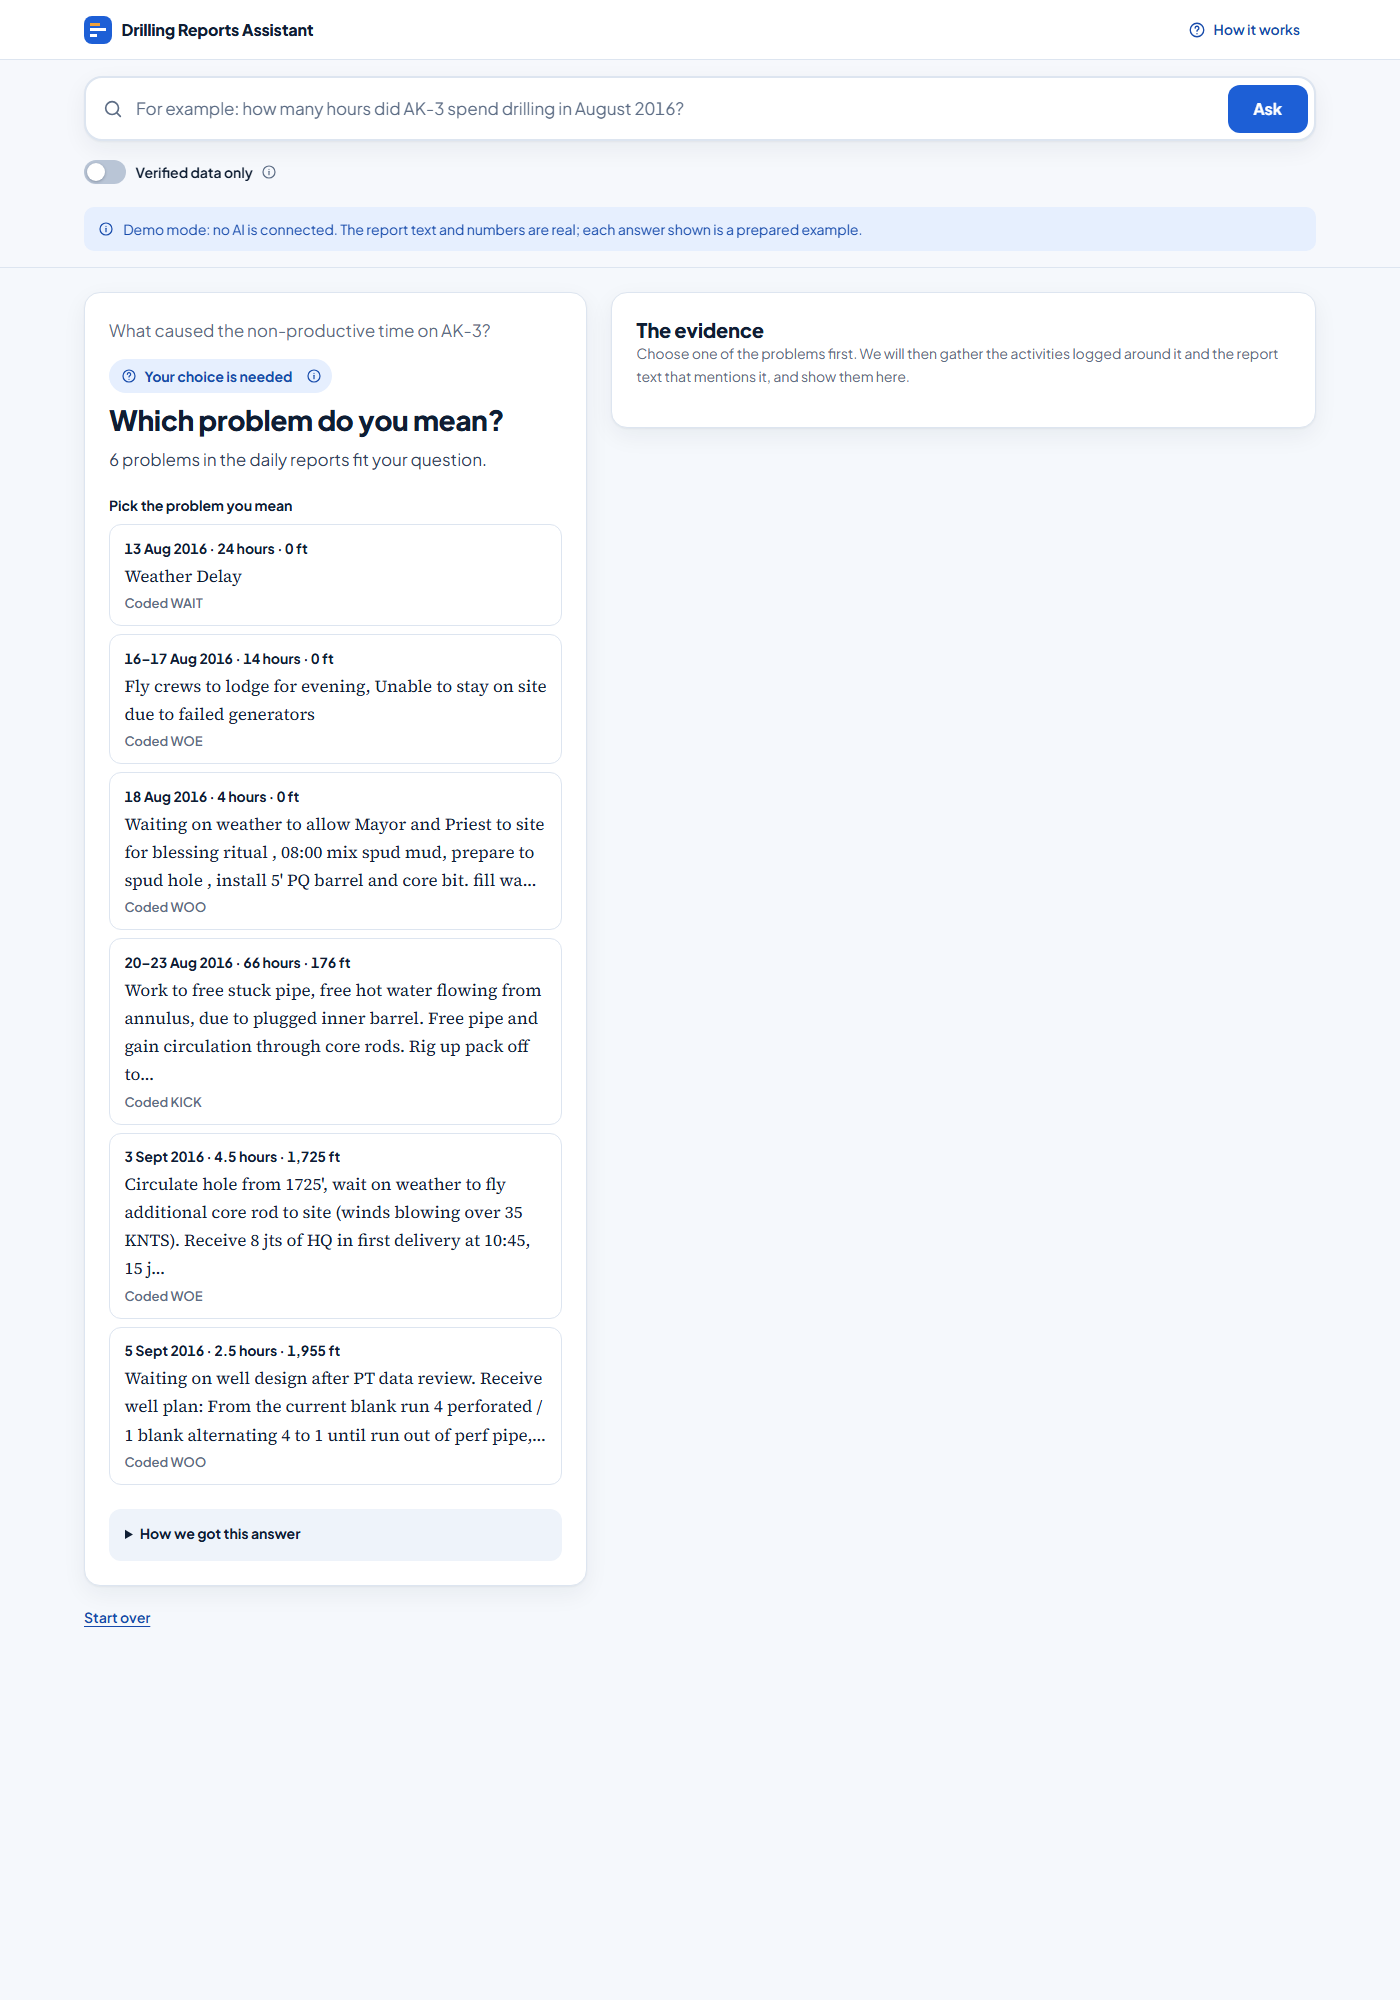 Drilling Reports Assistant
How it works
For example: how many hours did AK-3 spend drilling in August 2016?
Ask
Verified data only
Demo mode: no AI is connected. The report text and numbers are real; each answer shown is a prepared example.
What caused the non-productive time on AK-3?
Your choice is needed
Which problem do you mean?
6 problems in the daily reports fit your question.
Pick the problem you mean
13 Aug 2016 · 24 hours · 0 ft
Weather Delay
Coded WAIT
16–17 Aug 2016 · 14 hours · 0 ft
Fly crews to lodge for evening, Unable to stay on site
due to failed generators
Coded WOE
18 Aug 2016 · 4 hours · 0 ft
Waiting on weather to allow Mayor and Priest to site
for blessing ritual , 08:00 mix spud mud, prepare to
spud hole , install 5' PQ barrel and core bit. fill wa...
Coded WOO
20–23 Aug 2016 · 66 hours · 176 ft
Work to free stuck pipe, free hot water flowing from
annulus, due to plugged inner barrel. Free pipe and
gain circulation through core rods. Rig up pack off
to...
Coded KICK
3 Sept 2016 · 4.5 hours · 1,725 ft
Circulate hole from 1725', wait on weather to fly
additional core rod to site (winds blowing over 35
KNTS). Receive 8 jts of HQ in first delivery at 10:45,
15 j...
Coded WOE
5 Sept 2016 · 2.5 hours · 1,955 ft
Waiting on well design after PT data review. Receive
well plan: From the current blank run 4 perforated /
1 blank alternating 4 to 1 until run out of perf pipe,...
Coded WOO
How we got this answer
Start over
The evidence
Choose one of the problems first. We will then gather the activities logged around it and the report
text that mentions it, and show them here.